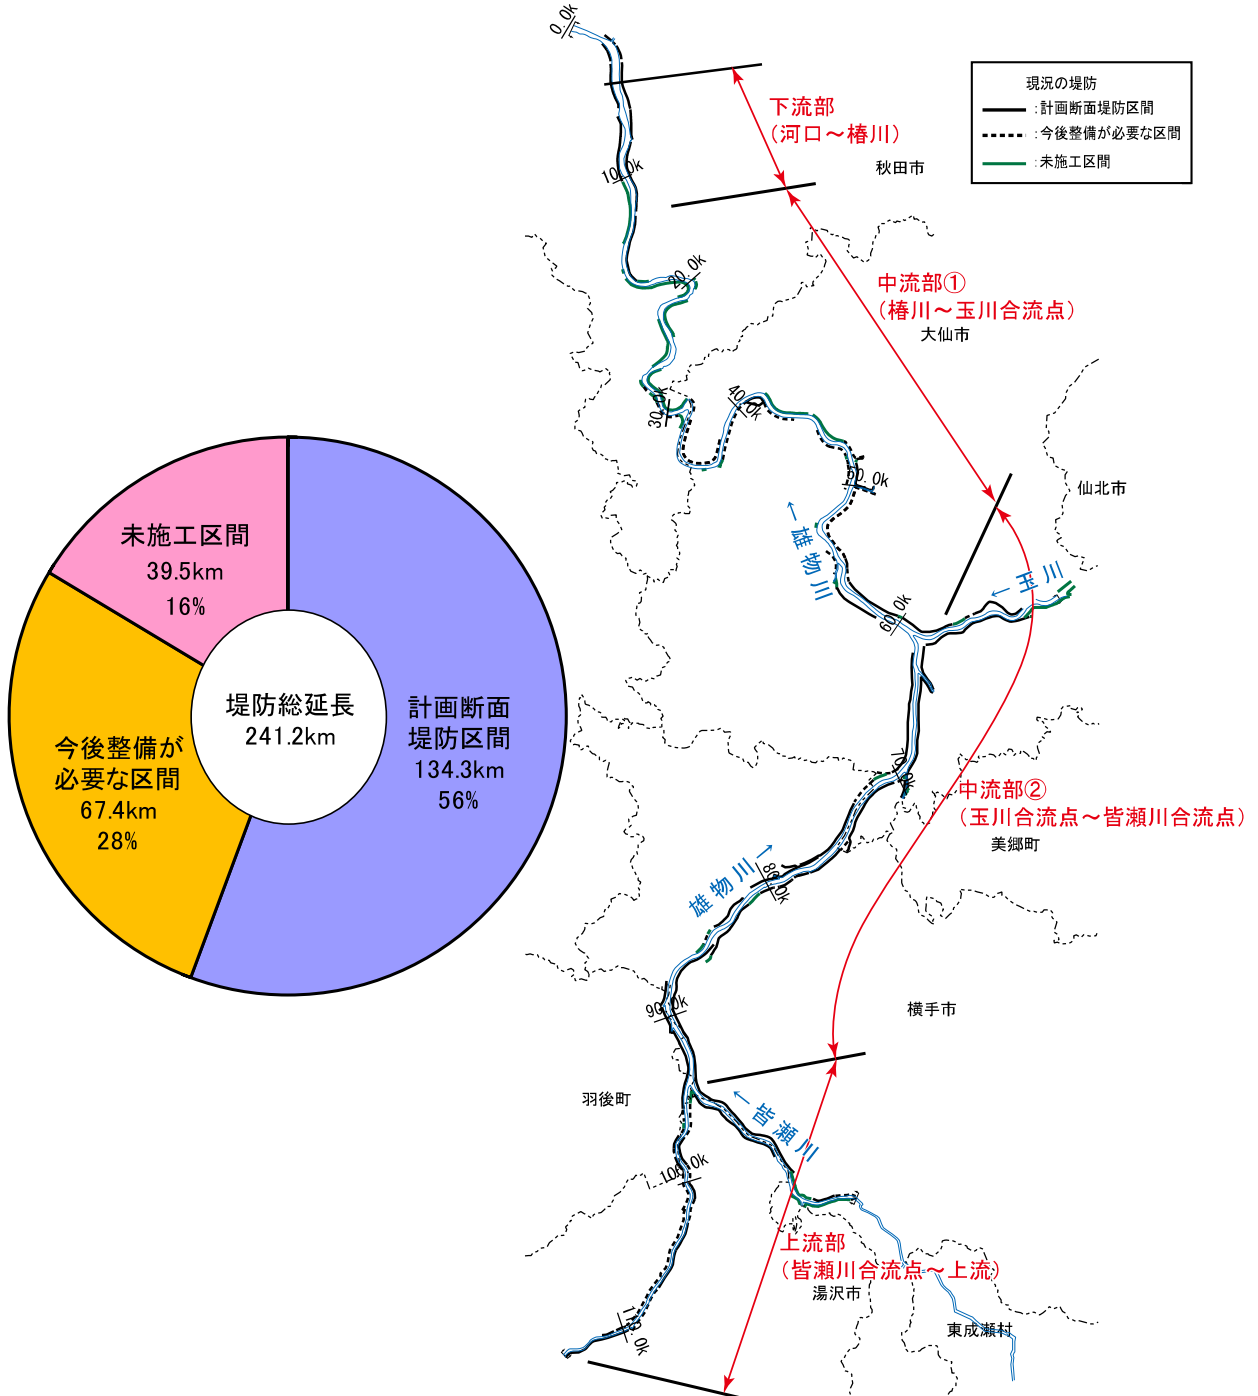 0.0k
現況の堤防
:計画断面堤防区間
:今後整備が必要な区間
:未施工区間
下流部
(河口～椿川)
秋田市
10.0k
20.0k
中流部①
(椿川～玉川合流点)
大仙市
30.0k
40.0k
50.0k
仙北市
←雄物川
←玉川
60.0k
未施工区間
39.5km
16%
堤防総延長
241.2km
計画断面
堤防区間
134.3km
56%
今後整備が
必要な区間
67.4km
28%
70.0k
中流部②
(玉川合流点～皆瀬川合流点)
美郷町
雄物川→
80.0k
90.0k
横手市
羽後町
←皆瀬川
100.0k
上流部
(皆瀬川合流点～上流)
湯沢市
東成瀬村
110.0k